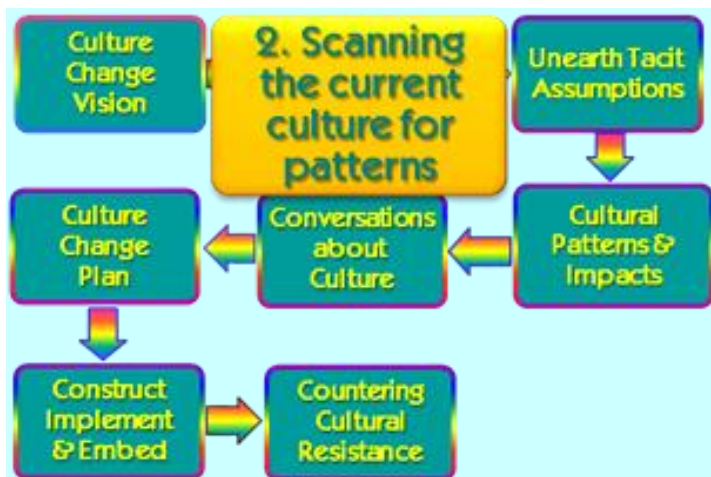 Culture
Change
Vision
2. Scanning
the current
culture for
patterns
Unearth Tacit
Assumptions
Cultural
Patterns &
Impacts
Conversations
about
Culture
Culture
Change
Plan
Construct
Implement
& Embed
Countering
Cultural
Resistance